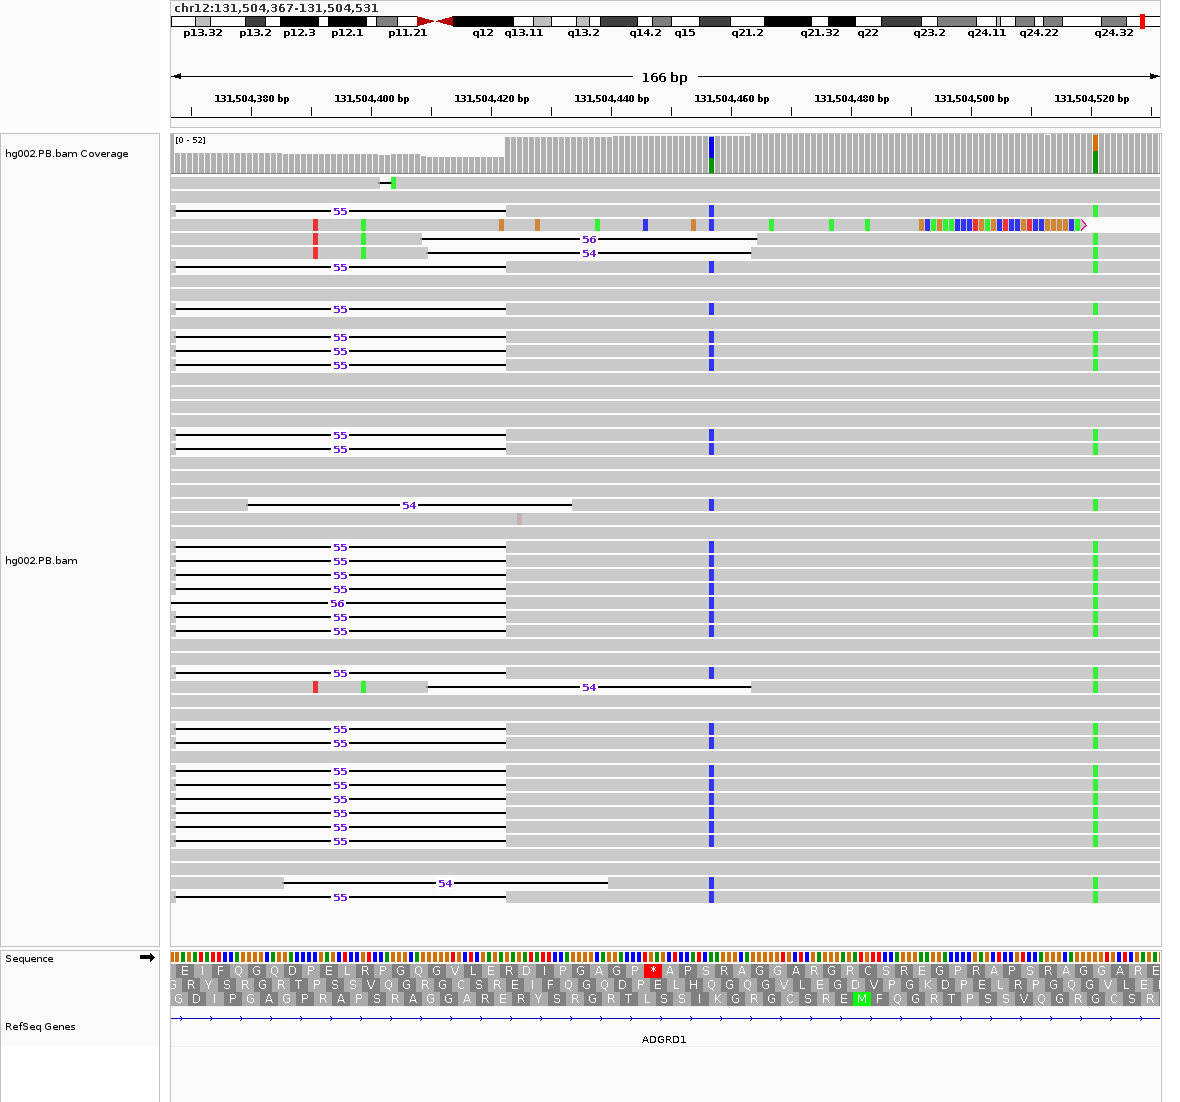 chr12:131,504,367-131,504,531
p13.32 p13.2 p12.3 p12.1 p11.21 q12 q13.11 q13.2 q14.2 q15 q21.2 q21.32 q22 q23.2 q24.11 q24.22 q24.32
166 bp
131,504,380 bp 131,504,400 bp 131,504,420 bp 131,504,440 bp 131,504,460 bp 131,504,480 bp 131,504,500 bp 131,504,520 bp
[0 - 52]
hg002.PB.bam Coverage
55
56
54
55
55
55
55
55
55
55
54
55
55
55
hg002.PB.bam
55
56
55
55
55
54
55
55
55
55
55
55
55
55
54
55
Sequence
E I F Q G Q D P E L R P G Q G V L E R D I P G A G P * A P S R A G G A R G R C S R E G P R A P S R A G G A R E
G R Y S R G R T P S S V Q G R G C S R E I F Q G Q D P E L H Q G Q G V L E G D V P G K D P E L R P G Q G V L E
G D I P G A G P R A P S R A G G A R E R Y S R G R T L S S I K G R G C S R E M F Q G R T P S S V Q G R G C S R
RefSeq Genes
ADGRD1